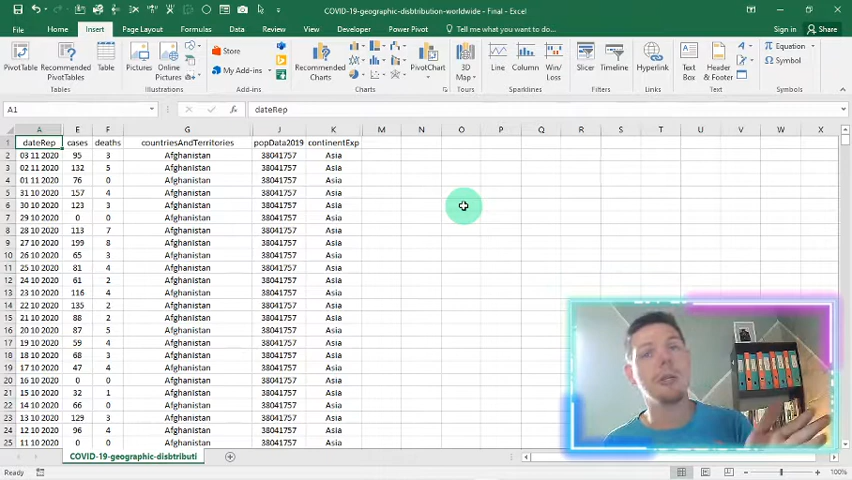 COVID-19-geographic-disbtribution-worldwide - Final - Excel
File Home Insert Page Layout Formulas Data Review View Developer Power Pivot Tell me what you want to do... Sign in Share
PivotTable Recommended PivotTables Table Pictures Online Pictures Store My Add-ins Recommended Charts PivotChart 3D Map Line Column Win/Loss Slicer Timeline Hyperlink Text Box Header & Footer Equation Symbol
A1 fx dateRep
A E F G J K M N O P Q R S T U V W X
1 dateRep cases deaths countriesAndTerritories popData2019 continentExp
2 03 11 2020 95 3 Afghanistan 38041757 Asia
3 02 11 2020 132 5 Afghanistan 38041757 Asia
4 01 11 2020 76 0 Afghanistan 38041757 Asia
5 31 10 2020 157 4 Afghanistan 38041757 Asia
6 30 10 2020 123 3 Afghanistan 38041757 Asia
7 29 10 2020 0 0 Afghanistan 38041757 Asia
8 28 10 2020 113 7 Afghanistan 38041757 Asia
9 27 10 2020 199 8 Afghanistan 38041757 Asia
10 26 10 2020 65 3 Afghanistan 38041757 Asia
11 25 10 2020 81 4 Afghanistan 38041757 Asia
12 24 10 2020 61 2 Afghanistan 38041757 Asia
13 23 10 2020 116 4 Afghanistan 38041757 Asia
14 22 10 2020 135 2 Afghanistan 38041757 Asia
15 21 10 2020 88 2 Afghanistan 38041757 Asia
16 20 10 2020 87 5 Afghanistan 38041757 Asia
17 19 10 2020 59 4 Afghanistan 38041757 Asia
18 18 10 2020 68 3 Afghanistan 38041757 Asia
19 17 10 2020 47 4 Afghanistan 38041757 Asia
20 16 10 2020 0 0 Afghanistan 38041757 Asia
21 15 10 2020 32 1 Afghanistan 38041757 Asia
22 14 10 2020 66 0 Afghanistan 38041757 Asia
23 13 10 2020 129 3 Afghanistan 38041757 Asia
24 12 10 2020 96 4 Afghanistan 38041757 Asia
25 11 10 2020 0 0 Afghanistan 38041757 Asia
COVID-19-geographic-disbtributi
Ready 100%